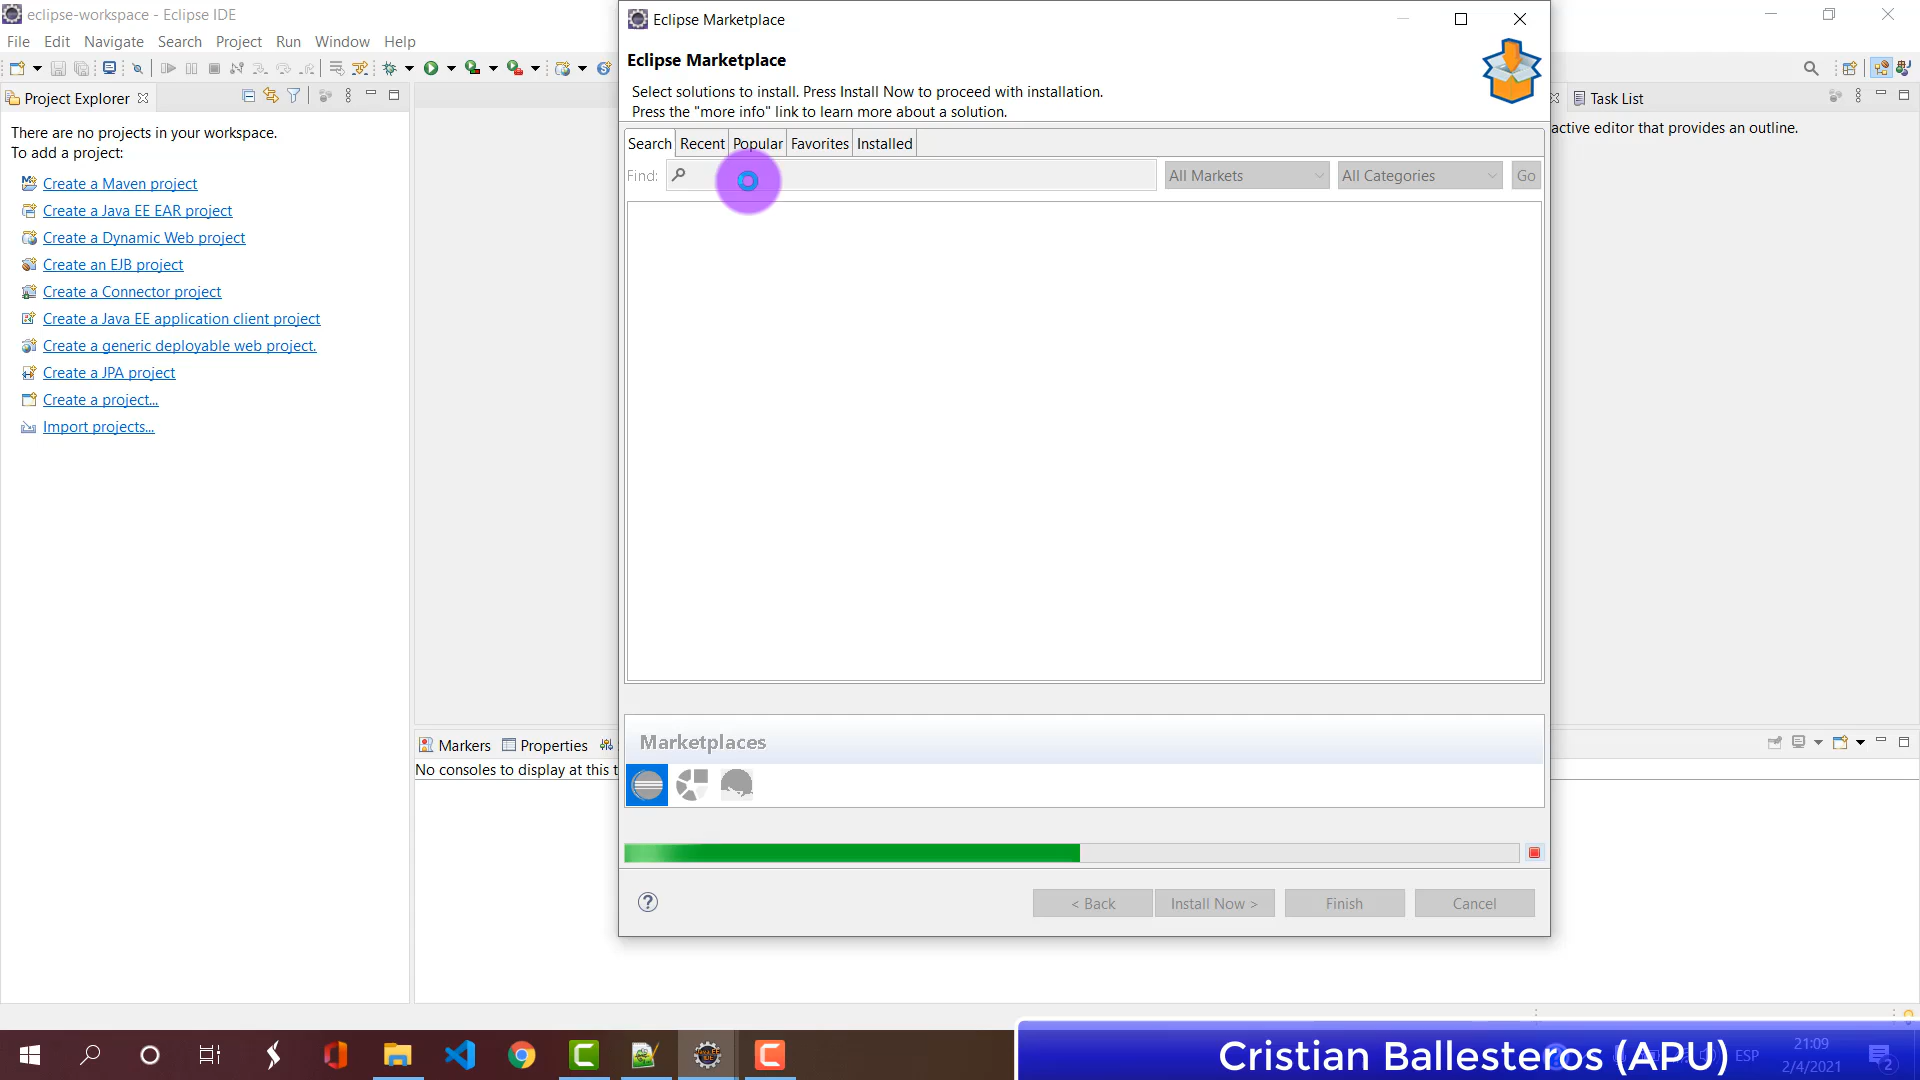 eclipse-workspace - Eclipse IDE
File Edit Navigate Search Project Run Window Help
Project Explorer
There are no projects in your workspace.
To add a project:
Create a Maven project
Create a Java EE EAR project
Create a Dynamic Web project
Create an EJB project
Create a Connector project
Create a Java EE application client project
Create a generic deployable web project.
Create a JPA project
Create a project...
Import projects...
Eclipse Marketplace
Eclipse Marketplace
Select solutions to install. Press Install Now to proceed with installation.
Press the "more info" link to learn more about a solution.
Search Recent Popular Favorites Installed
Find: All Markets All Categories Go
Marketplaces
< Back Install Now > Finish Cancel
Task List
active editor that provides an outline.
Markers Properties
No consoles to display at this t
Cristian Ballesteros (APU)
ESP
21:09
2/4/2021
2